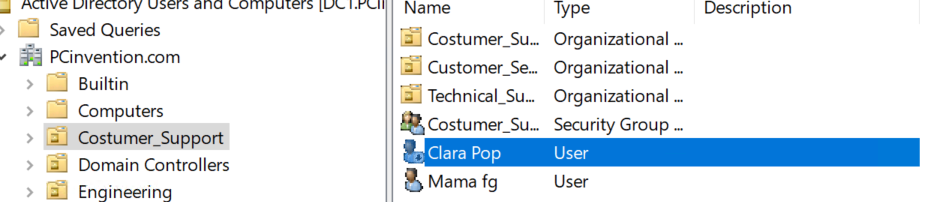 Active Directory Users and Computers [DC1.PCin
Saved Queries
PCinvention.com
Builtin
Computers
Costumer_Support
Domain Controllers
Engineering
Name Type Description
Costumer_Su... Organizational ...
Customer_Se... Organizational ...
Technical_Su... Organizational ...
Costumer_Su... Security Group ...
Clara Pop User
Mama fg User